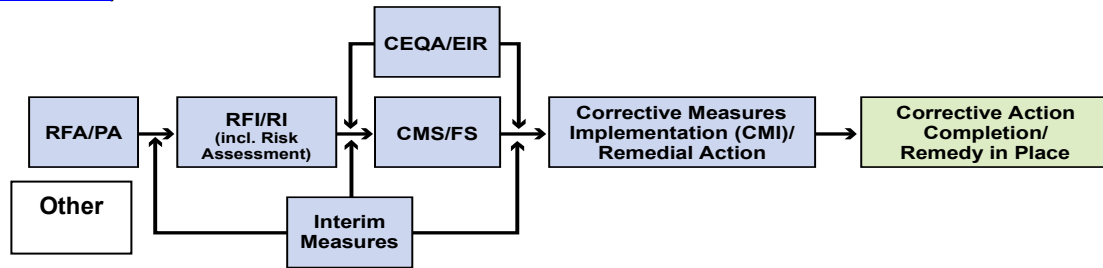 CEQA/EIR
RFA/PA
RFI/RI
(incl. Risk
Assessment)
CMS/FS
Corrective Measures
Implementation (CMI)/
Remedial Action
Corrective Action
Completion/
Remedy in Place
Other
Interim
Measures